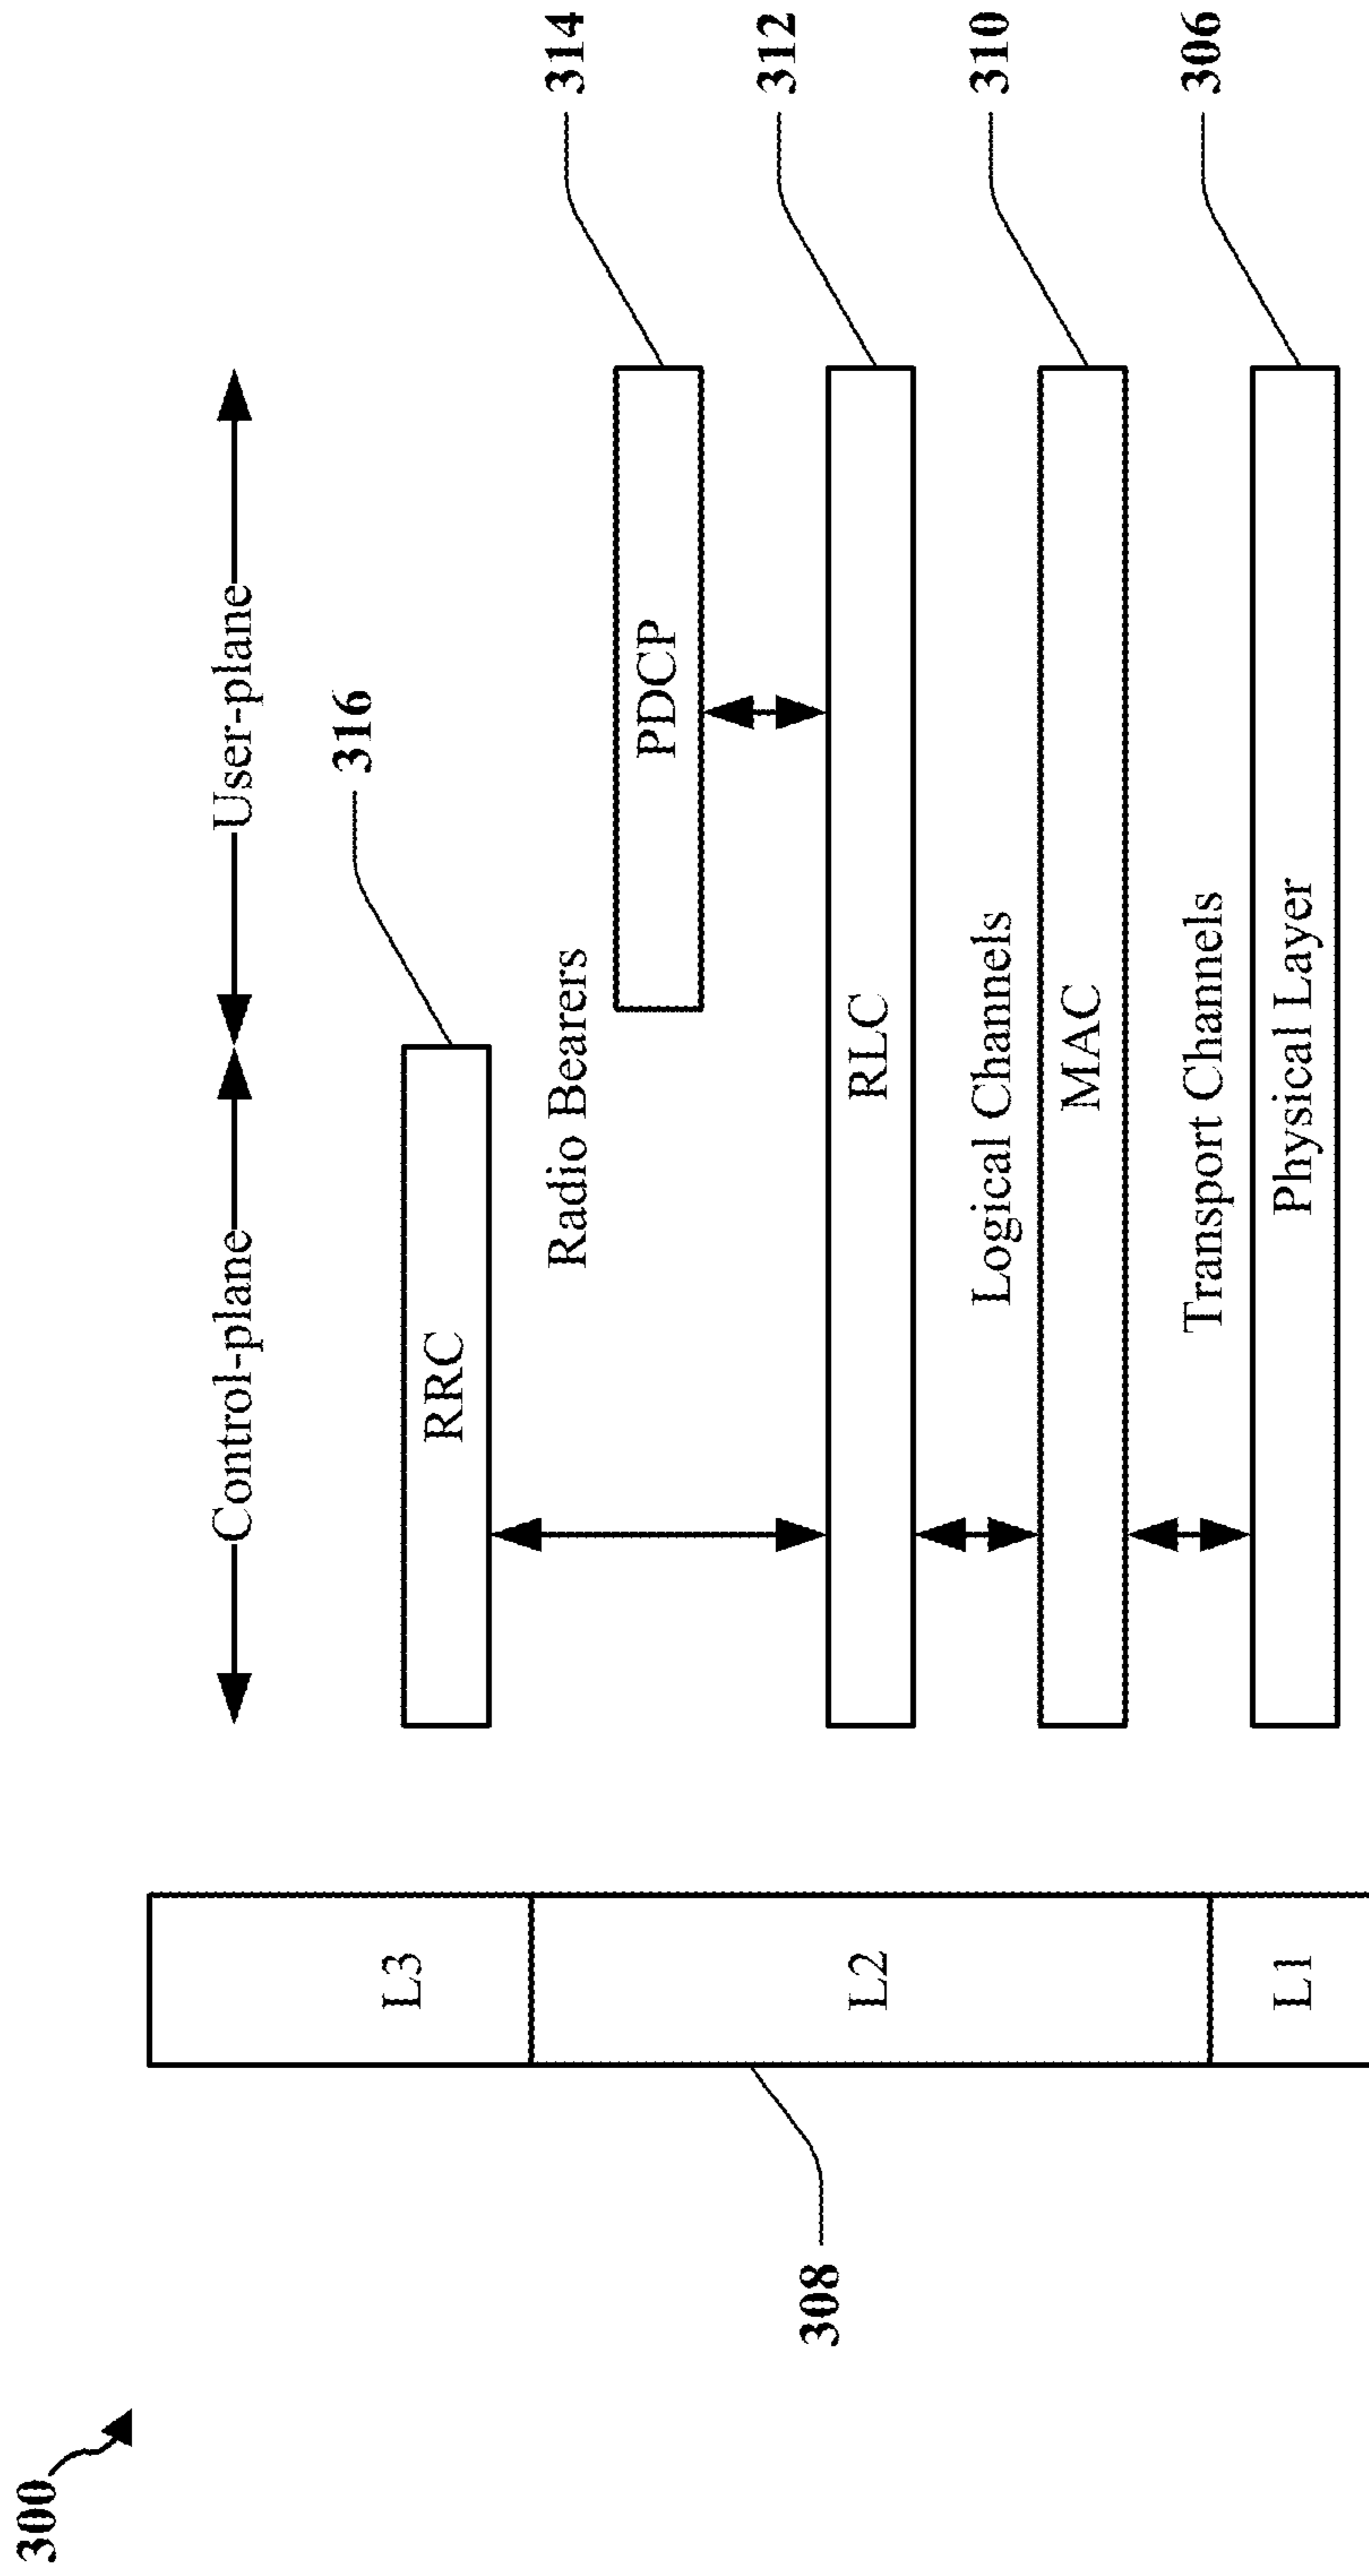 300
Control-plane
User-plane
316
L3
RRC
Radio Bearers
314
PDCP
308
L2
312
RLC
Logical Channels
310
MAC
Transport Channels
306
L1
Physical Layer